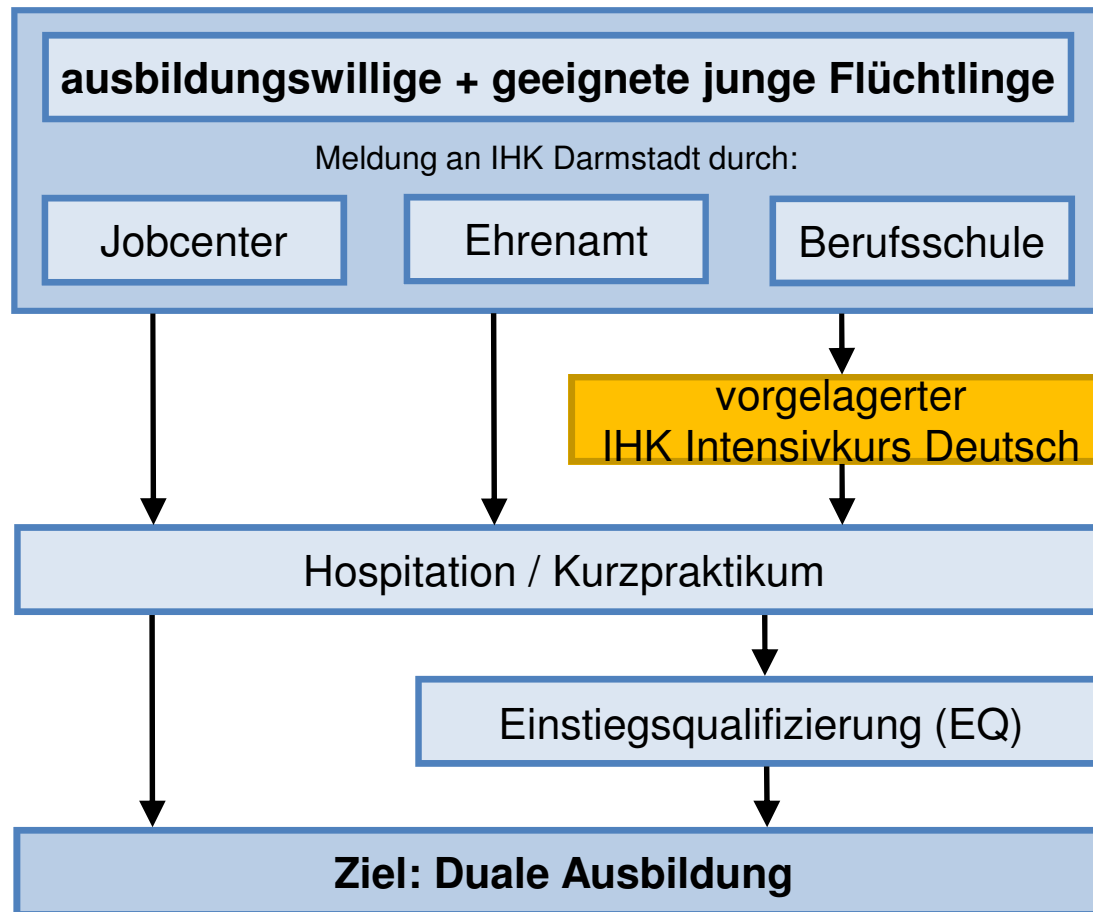 ausbildungswillige + geeignete junge Flüchtlinge
Meldung an IHK Darmstadt durch:
Jobcenter
Ehrenamt
Berufsschule
vorgelagerter
IHK Intensivkurs Deutsch
Hospitation / Kurzpraktikum
Einstiegsqualifizierung (EQ)
Ziel: Duale Ausbildung